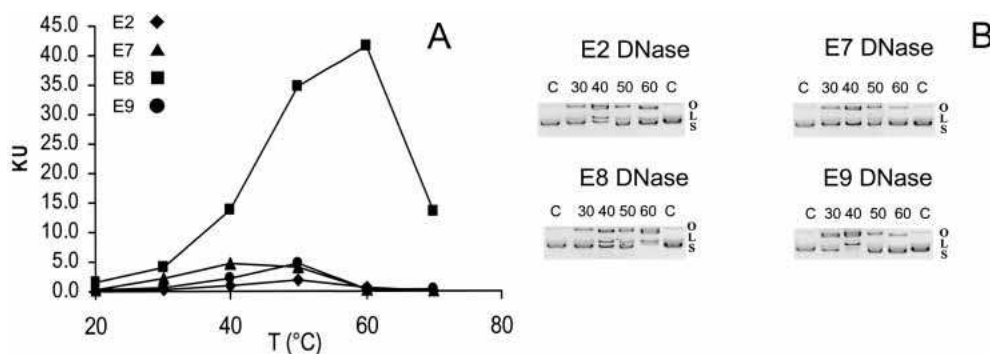 A
45.0
40.0
35.0
30.0
25.0
20.0
15.0
10.0
5.0
0.0
KU
E2
E7
E8
E9
20 40 60 80
T (°C)
B
E2 DNase
C 30 40 50 60 C
O
L
S
E7 DNase
C 30 40 50 60 C
O
L
S
E8 DNase
C 30 40 50 60 C
O
L
S
E9 DNase
C 30 40 50 60 C
O
L
S